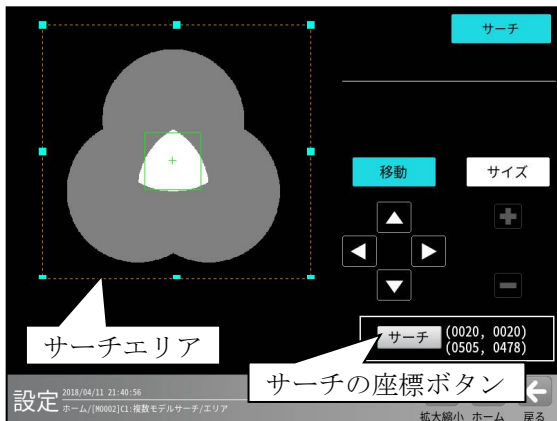 サーチ
移動
サイズ
サーチ
(0020, 0020)
(0505, 0478)
サーチエリア
サーチの座標ボタン
設定
2018/04/11 21:40:56
ホーム/[M0002]C1:複数モデルサーチ/エリア
拡大縮小 ホーム 戻る